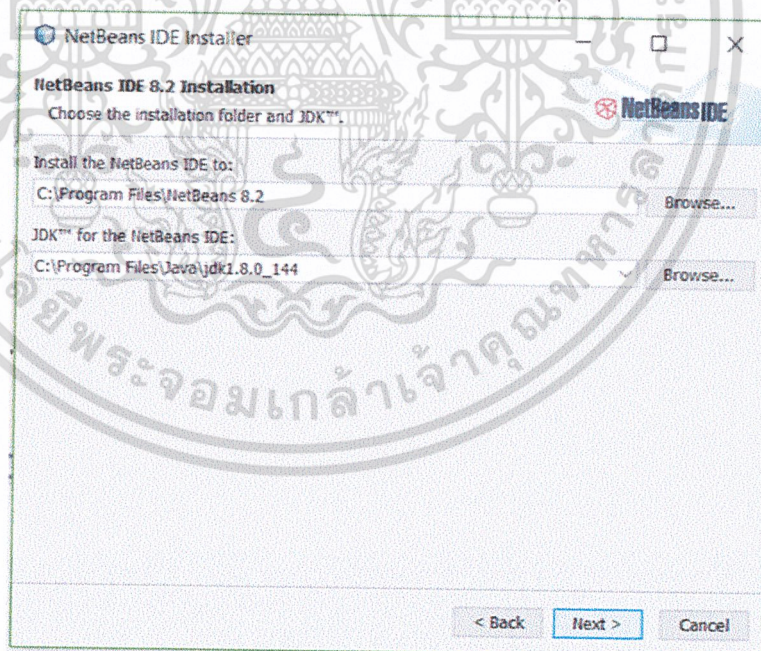 NetBeans IDE Installer
NetBeans IDE 8.2 Installation
Choose the installation folder and JDK™.
NetBeans IDE
Install the NetBeans IDE to:
C:\Program Files\NetBeans 8.2
Browse...
JDK™ for the NetBeans IDE:
C:\Program Files\Java\jdk1.8.0_144
Browse...
พระจอมเกล้าเจ้าคุณทหาร
< Back
Next >
Cancel